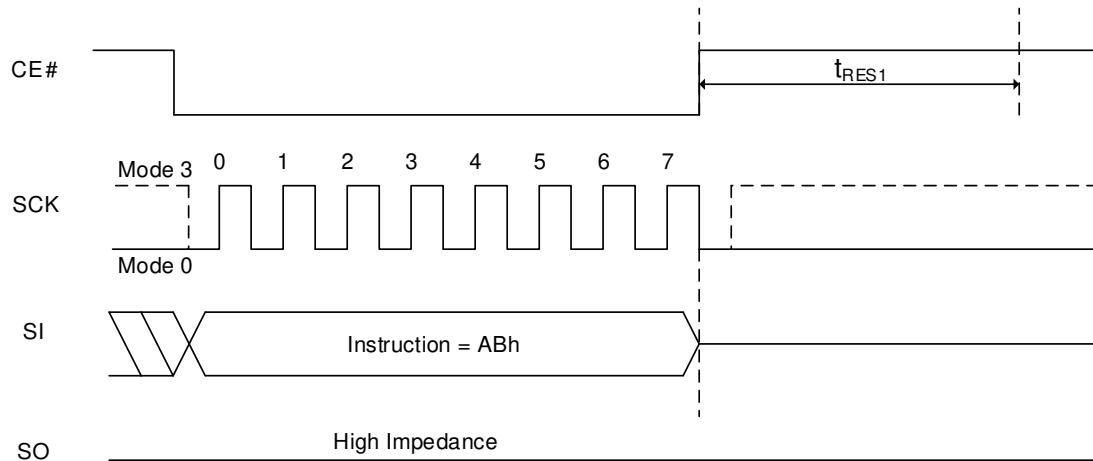 CE#
tRES1
Mode 3 0 1 2 3 4 5 6 7
SCK
Mode 0
SI
Instruction = ABh
High Impedance
SO